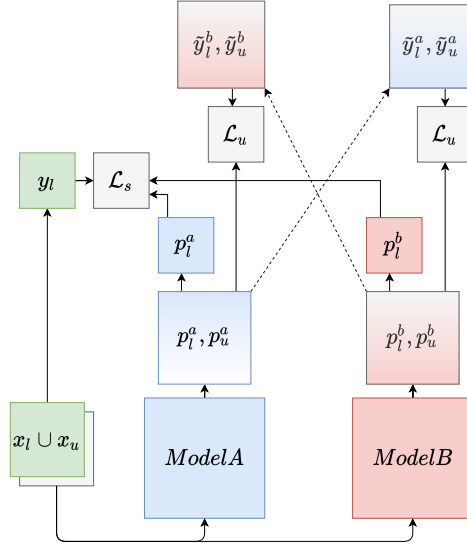 ỹ_l^b, ỹ_u^b
ỹ_l^a, ỹ_u^a
ℒ_u
ℒ_u
y_l
ℒ_s
p_l^a
p_l^b
p_l^a, p_u^a
p_l^b, p_u^b
x_l ∪ x_u
ModelA
ModelB